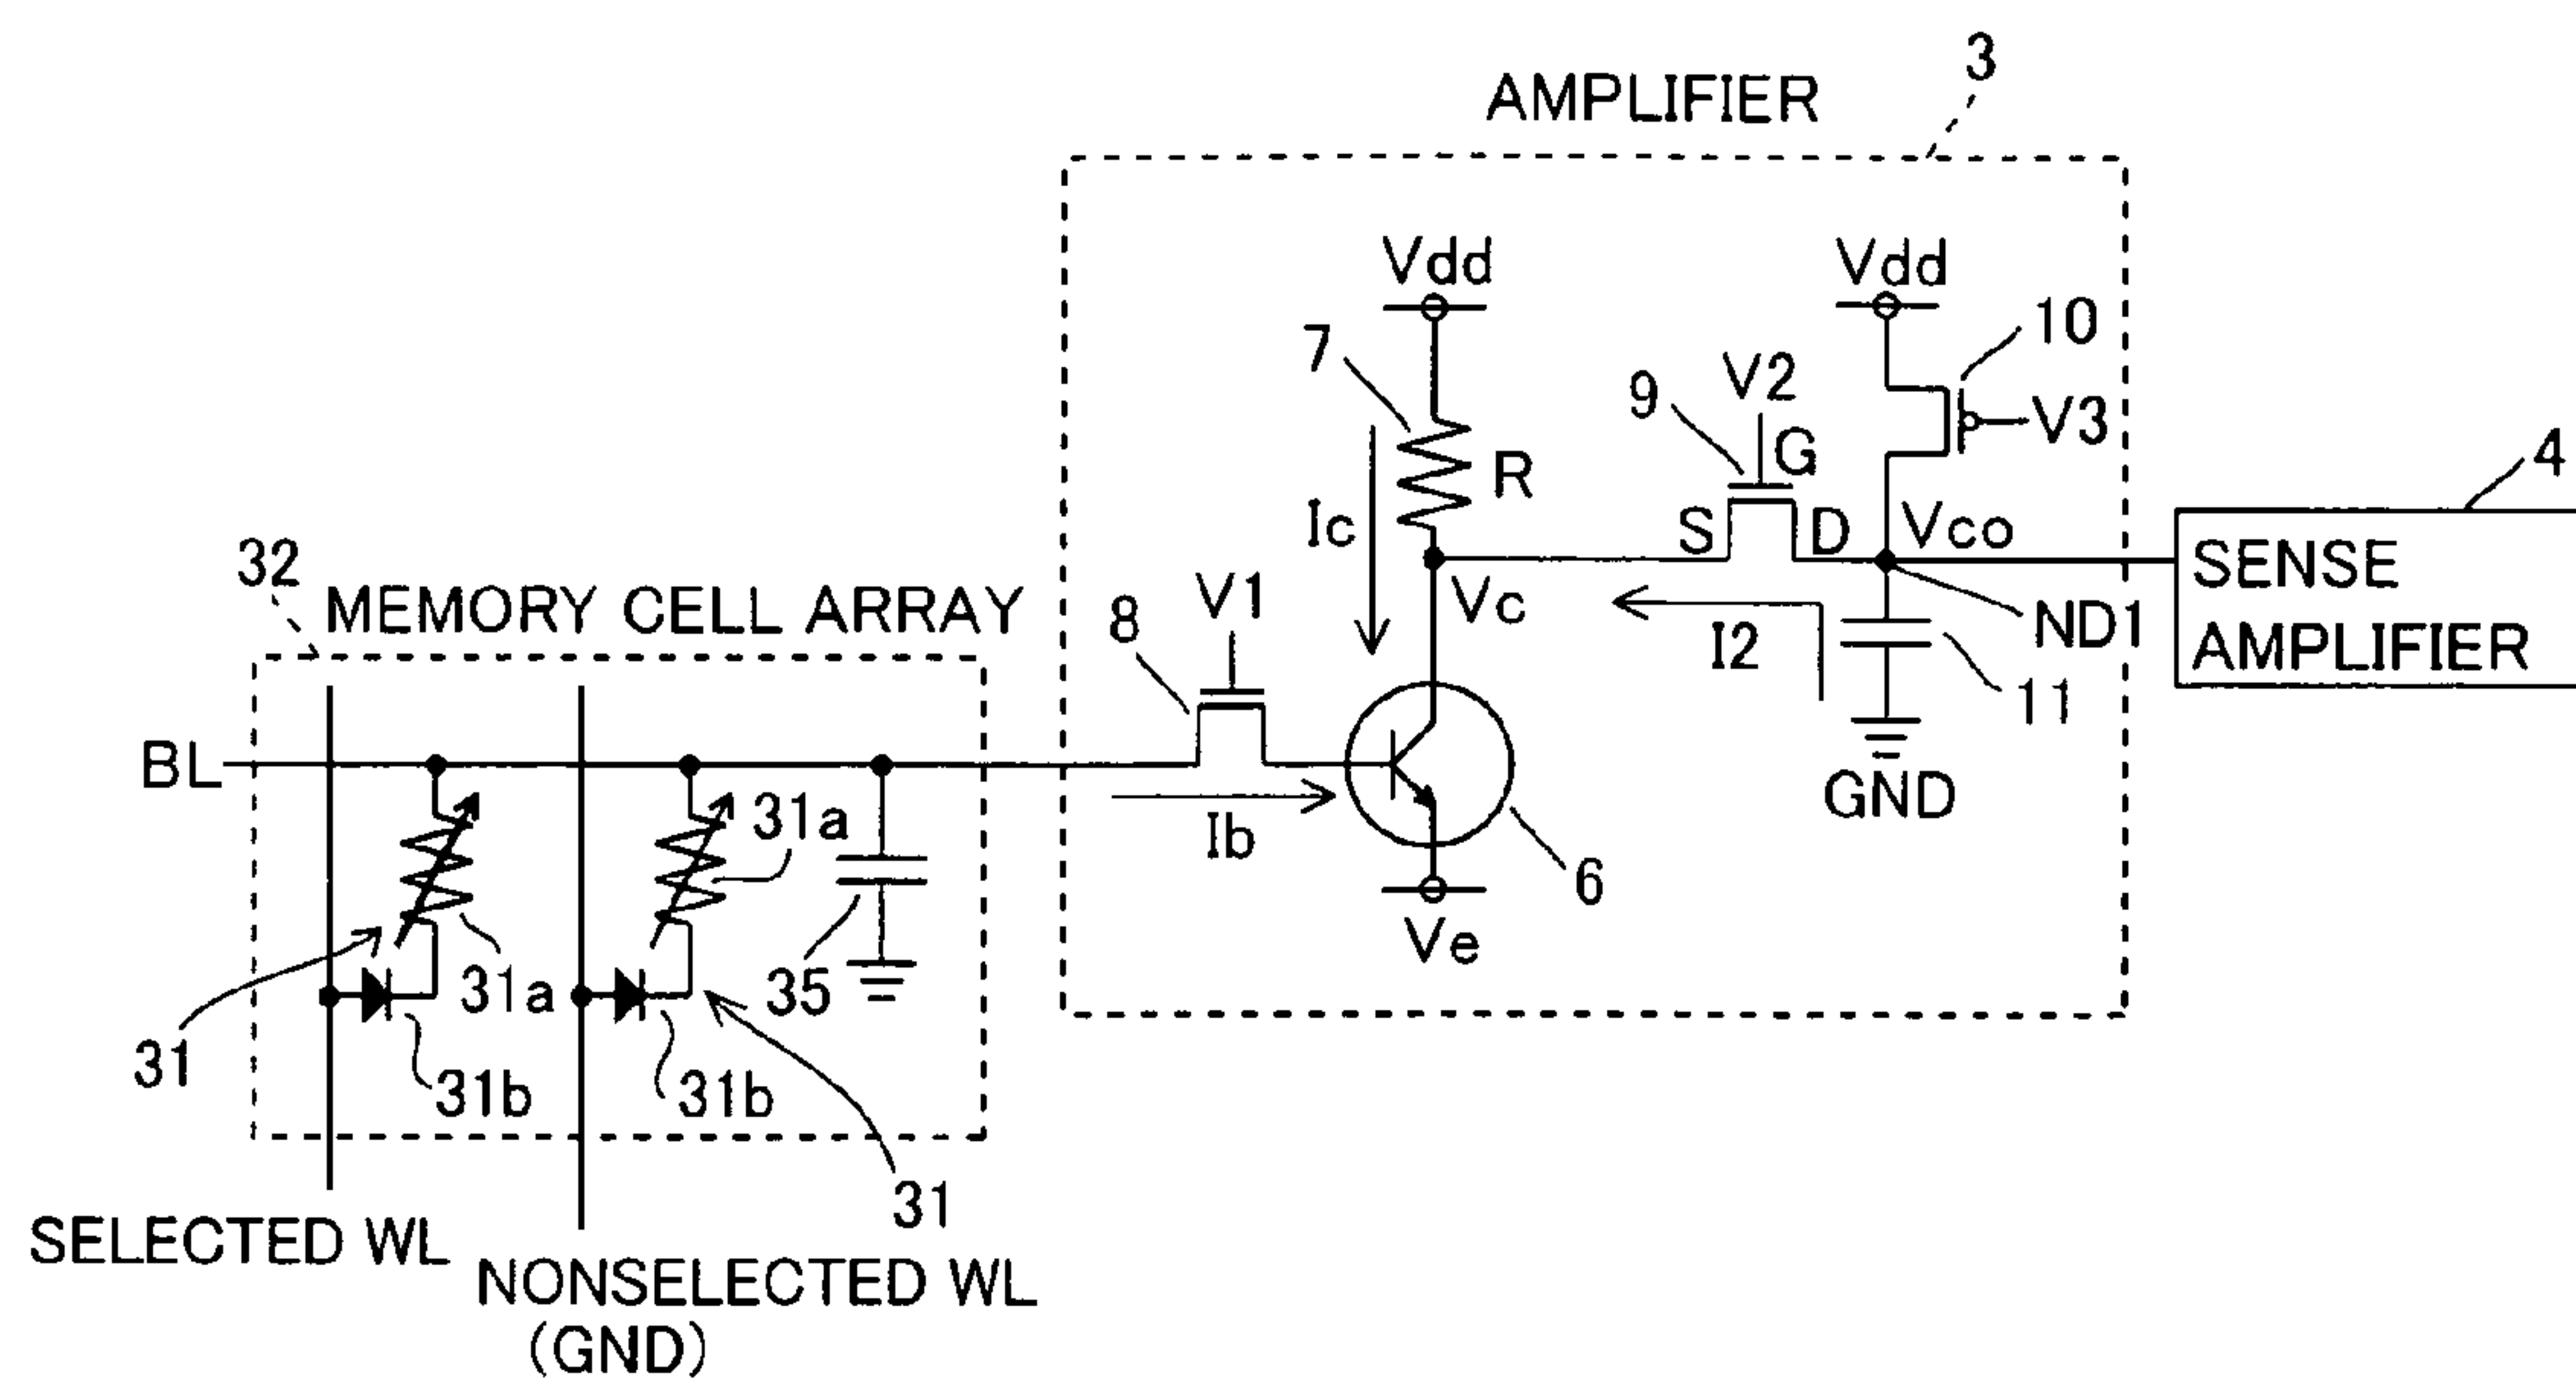 3
AMPLIFIER
Vdd
Vdd
10
7
V2
9
G
V3
R
4
Ic
S
D
Vco
SENSE
AMPLIFIER
32
MEMORY CELL ARRAY
V1
Vc
8
I2
ND1
11
BL
GND
31a
Ib
6
31a
35
Ve
31
31b
31b
31
SELECTED WL
NONSELECTED WL
(GND)